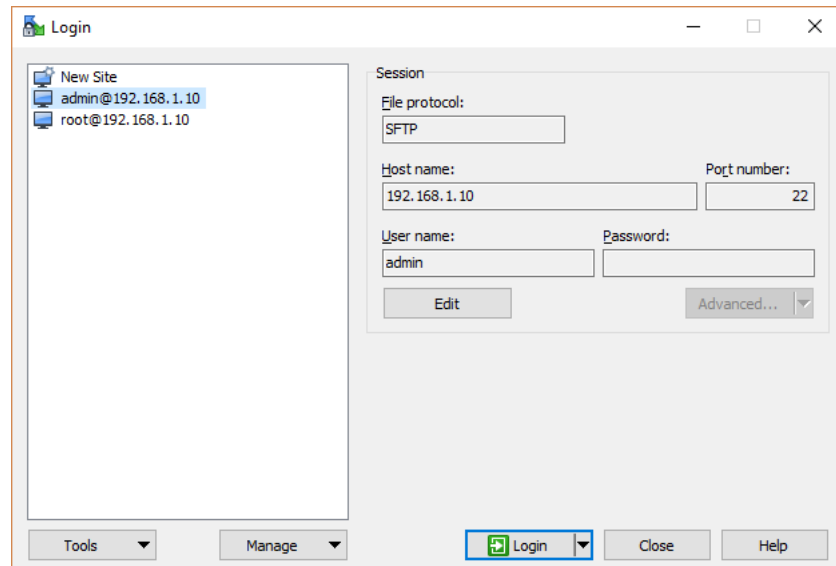 Login
New Site
admin@192.168.1.10
root@192.168.1.10
Session
File protocol:
SFTP
Host name: Port number:
192.168.1.10 22
User name: Password:
admin
Edit Advanced...
Tools Manage Login Close Help